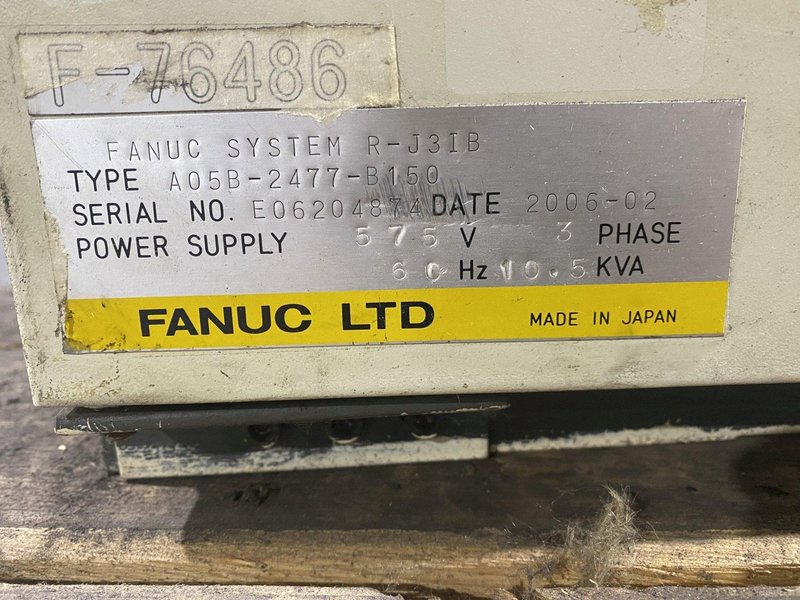 F-76486
FANUC SYSTEM R-J3IB
TYPE A05B-2477-B150
SERIAL NO. E06204874 DATE 2006-02
POWER SUPPLY 575 V 3 PHASE
60 Hz 10.5 KVA
FANUC LTD MADE IN JAPAN